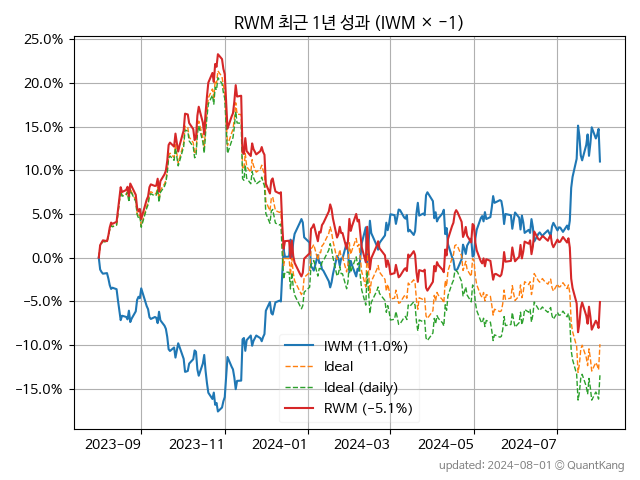 RWM 최근 1년 성과 (IWM × −1)
25.0%
20.0%
15.0%
10.0%
5.0%
0.0%
−5.0%
−10.0%
−15.0%
IWM (11.0%)
Ideal
Ideal (daily)
RWM (−5.1%)
2023-09 2023-11 2024-01 2024-03 2024-05 2024-07
updated: 2024-08-01 © QuantKang